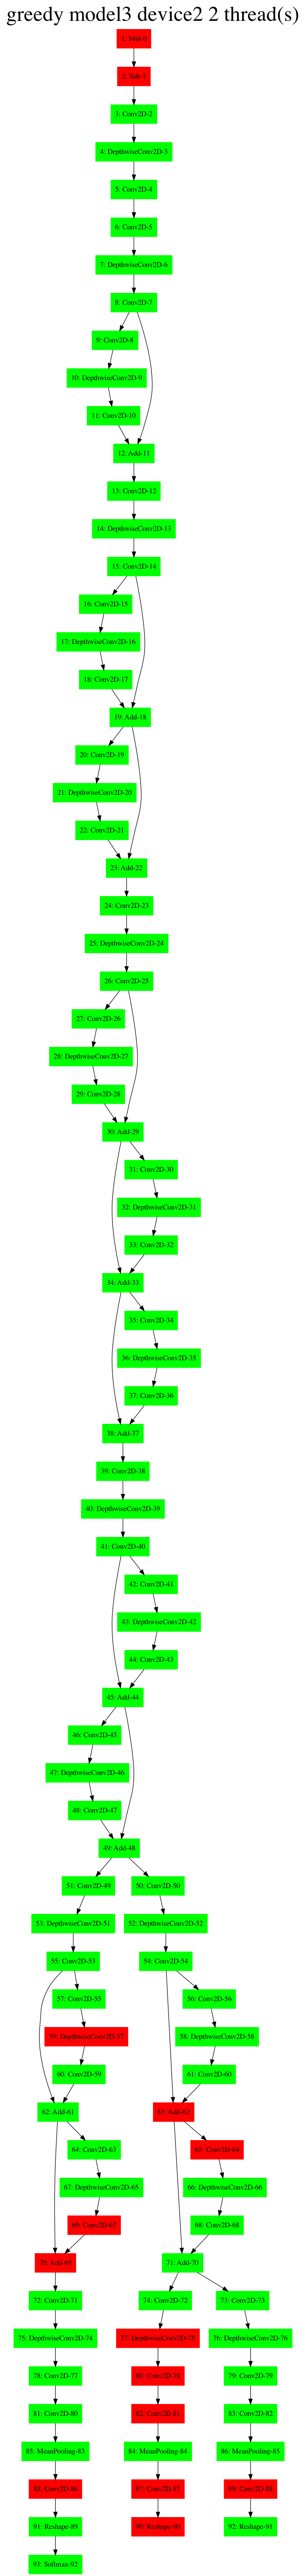 greedy model3 device2 2 thread(s)
1: Mul-0
2: Sub-1
3: Conv2D-2
4: DepthwiseConv2D-3
5: Conv2D-4
6: Conv2D-5
7: DepthwiseConv2D-6
8: Conv2D-7
9: Conv2D-8
10: DepthwiseConv2D-9
11: Conv2D-10
12: Add-11
13: Conv2D-12
14: DepthwiseConv2D-13
15: Conv2D-14
16: Conv2D-15
17: DepthwiseConv2D-16
18: Conv2D-17
19: Add-18
20: Conv2D-19
21: DepthwiseConv2D-20
22: Conv2D-21
23: Add-22
24: Conv2D-23
25: DepthwiseConv2D-24
26: Conv2D-25
27: Conv2D-26
28: DepthwiseConv2D-27
29: Conv2D-28
30: Add-29
31: Conv2D-30
32: DepthwiseConv2D-31
33: Conv2D-32
34: Add-33
35: Conv2D-34
36: DepthwiseConv2D-35
37: Conv2D-36
38: Add-37
39: Conv2D-38
40: DepthwiseConv2D-39
41: Conv2D-40
42: Conv2D-41
43: DepthwiseConv2D-42
44: Conv2D-43
45: Add-44
46: Conv2D-45
47: DepthwiseConv2D-46
48: Conv2D-47
49: Add-48
51: Conv2D-49
50: Conv2D-50
53: DepthwiseConv2D-51
52: DepthwiseConv2D-52
55: Conv2D-53
54: Conv2D-54
57: Conv2D-55
56: Conv2D-56
59: DepthwiseConv2D-57
58: DepthwiseConv2D-58
60: Conv2D-59
61: Conv2D-60
62: Add-61
63: Add-62
64: Conv2D-63
65: Conv2D-64
67: DepthwiseConv2D-65
66: DepthwiseConv2D-66
69: Conv2D-67
68: Conv2D-68
70: Add-69
71: Add-70
72: Conv2D-71
74: Conv2D-72
73: Conv2D-73
75: DepthwiseConv2D-74
77: DepthwiseConv2D-75
76: DepthwiseConv2D-76
78: Conv2D-77
80: Conv2D-78
79: Conv2D-79
81: Conv2D-80
82: Conv2D-81
83: Conv2D-82
85: MeanPooling-83
84: MeanPooling-84
86: MeanPooling-85
88: Conv2D-86
87: Conv2D-87
89: Conv2D-88
91: Reshape-89
90: Reshape-90
92: Reshape-91
93: Softmax-92